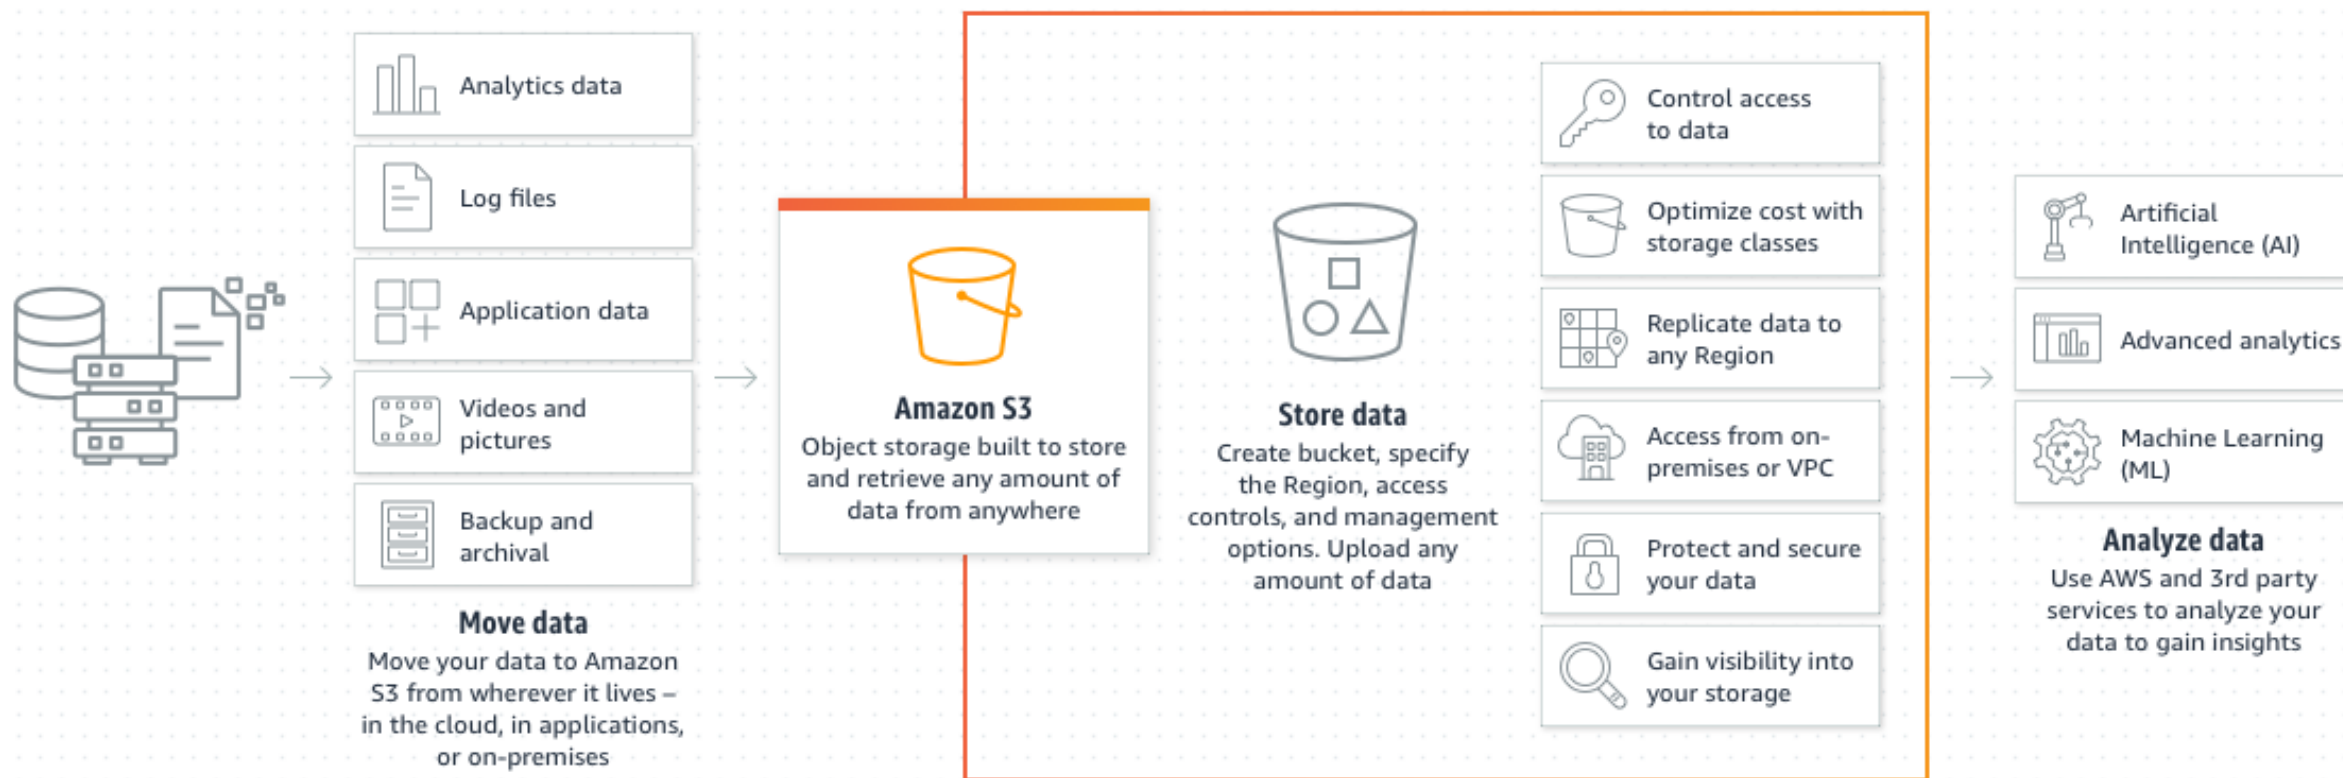 Analytics data
Log files
Application data
Videos and
pictures
Backup and
archival
Move data
Move your data to Amazon
S3 from wherever it lives –
in the cloud, in applications,
or on-premises
Amazon S3
Object storage built to store
and retrieve any amount of
data from anywhere
Store data
Create bucket, specify
the Region, access
controls, and management
options. Upload any
amount of data
Control access
to data
Optimize cost with
storage classes
Replicate data to
any Region
Access from on-
premises or VPC
Protect and secure
your data
Gain visibility into
your storage
Artificial
Intelligence (AI)
Advanced analytics
Machine Learning
(ML)
Analyze data
Use AWS and 3rd party
services to analyze your
data to gain insights